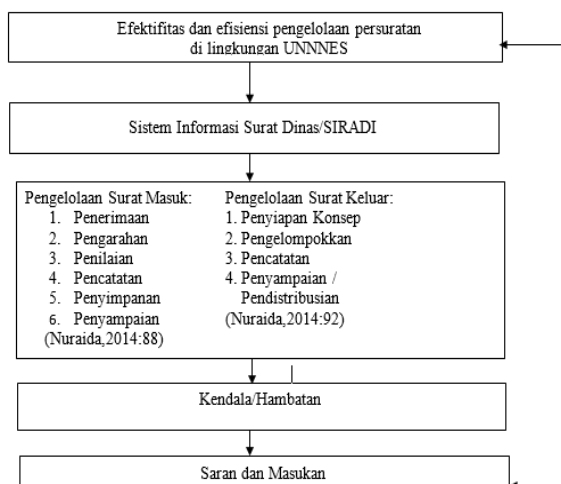 Efektifitas dan efisiensi pengelolaan persuratan
di lingkungan UNNNES
Sistem Informasi Surat Dinas/SIRADI
Pengelolaan Surat Masuk:
1. Penerimaan
2. Pengarahan
3. Penilaian
4. Pencatatan
5. Penyimpanan
6. Penyampaian
(Nuraida,2014:88)
Pengelolaan Surat Keluar:
1. Penyiapan Konsep
2. Pengelompokkan
3. Pencatatan
4. Penyampaian /
Pendistribusian
(Nuraida,2014:92)
Kendala/Hambatan
Saran dan Masukan